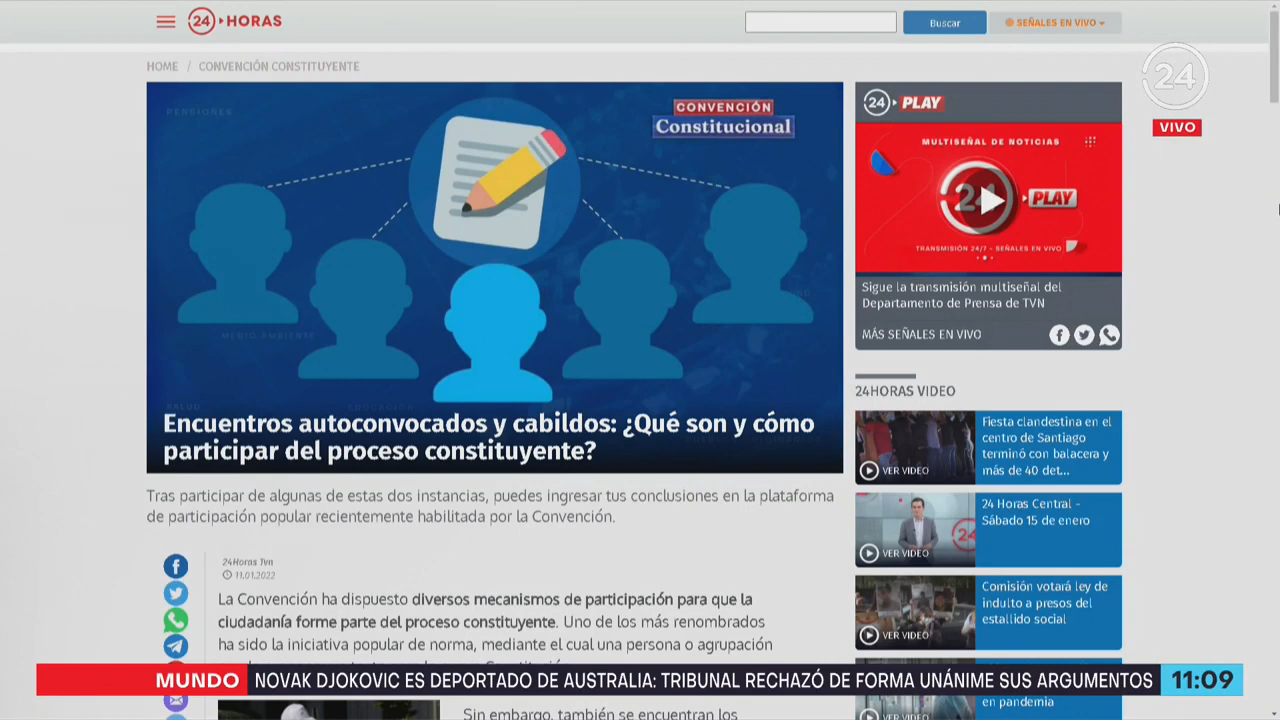 24 HORAS
Buscar
SEÑALES EN VIVO
HOME / CONVENCIÓN CONSTITUYENTE
24
VIVO
PENSIONES
CONVENCIÓN
Constitucional
MEDIO AMBIENTE
Encuentros autoconvocados y cabildos: ¿Qué son y cómo
participar del proceso constituyente?
Tras participar de algunas de estas dos instancias, puedes ingresar tus conclusiones en la plataforma
de participación popular recientemente habilitada por la Convención.
24Horas Tvn
11.01.2022
La Convención ha dispuesto diversos mecanismos de participación para que la
ciudadanía forme parte del proceso constituyente. Uno de los más renombrados
ha sido la iniciativa popular de norma, mediante el cual una persona o agrupación
Sin embargo, también se encuentran los
24 PLAY
MULTISEÑAL DE NOTICIAS
24 PLAY
TRANSMISIÓN 24/7 - SEÑALES EN VIVO
Sigue la transmisión multiseñal del
Departamento de Prensa de TVN
MÁS SEÑALES EN VIVO
24HORAS VIDEO
Fiesta clandestina en el
centro de Santiago
terminó con balacera y
más de 40 det...
VER VIDEO
24 Horas Central -
Sábado 15 de enero
VER VIDEO
Comisión votará ley de
indulto a presos del
estallido social
VER VIDEO
en pandemia
VER VIDEO
MUNDO NOVAK DJOKOVIC ES DEPORTADO DE AUSTRALIA: TRIBUNAL RECHAZÓ DE FORMA UNÁNIME SUS ARGUMENTOS 11:09